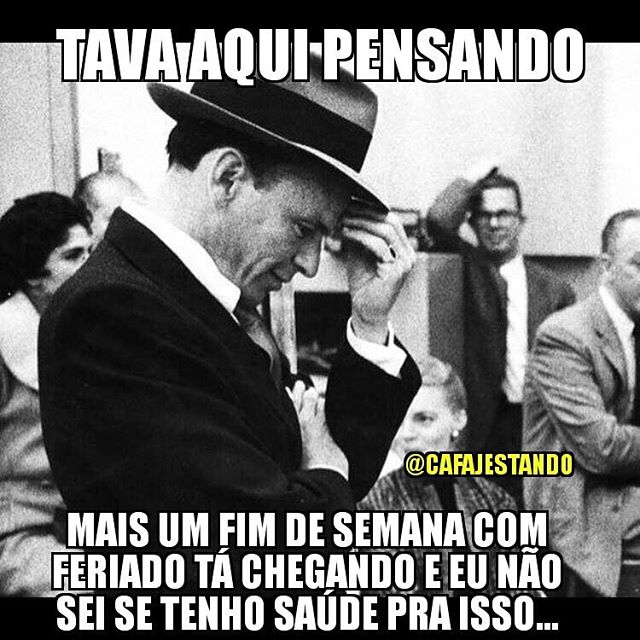 TAVA AQUI PENSANDO
@CAFAJESTANDO
MAIS UM FIM DE SEMANA COM
FERIADO TÁ CHEGANDO E EU NÃO
SEI SE TENHO SAÚDE PRA ISSO...